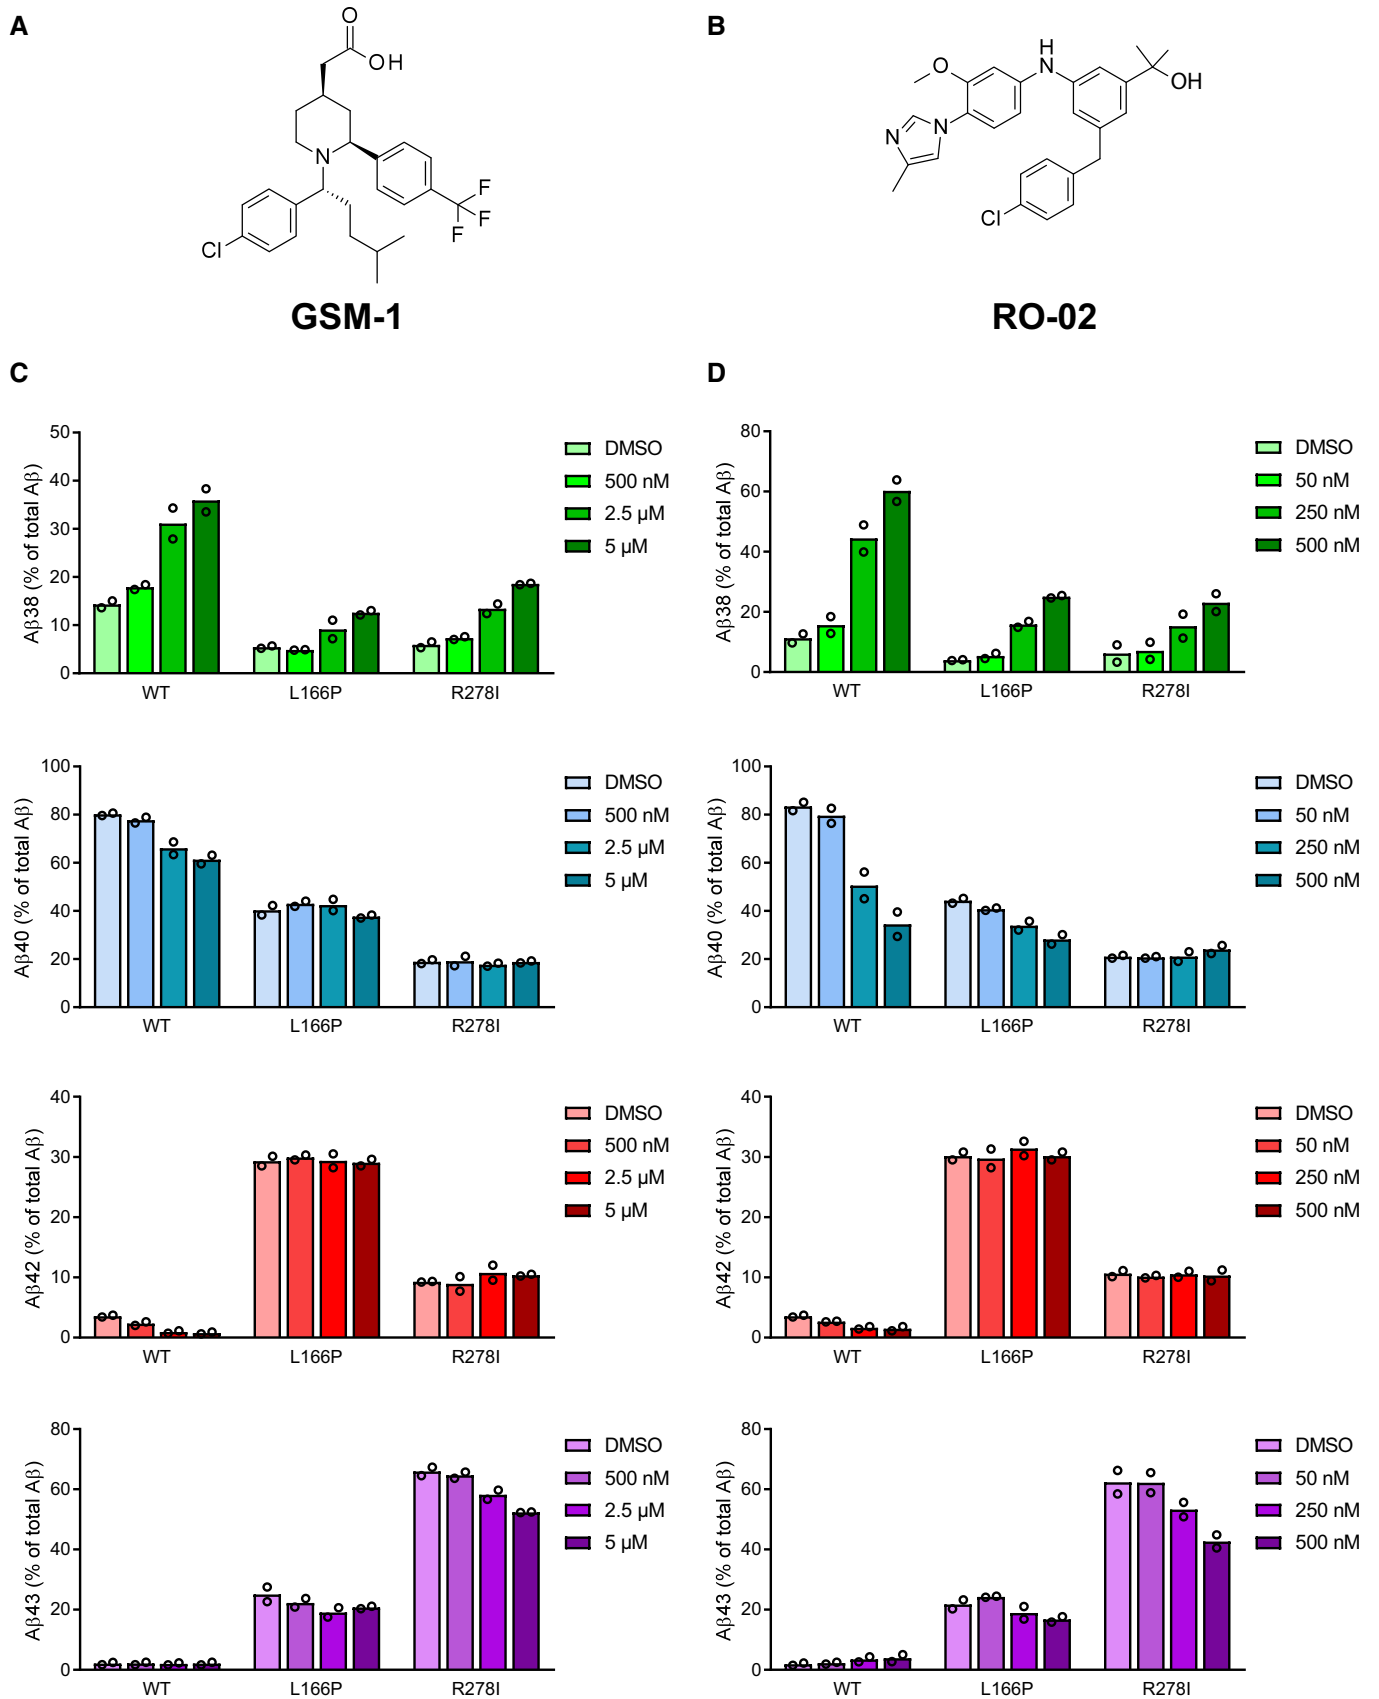 A
B
O
OH
N
Cl
F
F
F
H
N
O
OH
N
N
Cl
GSM-1
RO-02
C
D
Aβ38 (% of total Aβ)
50
40
30
20
10
0
WT
L166P
R278I
DMSO
500 nM
2.5 µM
5 µM
Aβ38 (% of total Aβ)
80
60
40
20
0
WT
L166P
R278I
DMSO
50 nM
250 nM
500 nM
Aβ40 (% of total Aβ)
100
80
60
40
20
0
WT
L166P
R278I
DMSO
500 nM
2.5 µM
5 µM
Aβ40 (% of total Aβ)
100
80
60
40
20
0
WT
L166P
R278I
DMSO
50 nM
250 nM
500 nM
Aβ42 (% of total Aβ)
40
30
20
10
0
WT
L166P
R278I
DMSO
500 nM
2.5 µM
5 µM
Aβ42 (% of total Aβ)
40
30
20
10
0
WT
L166P
R278I
DMSO
50 nM
250 nM
500 nM
Aβ43 (% of total Aβ)
80
60
40
20
0
WT
L166P
R278I
DMSO
500 nM
2.5 µM
5 µM
Aβ43 (% of total Aβ)
80
60
40
20
0
WT
L166P
R278I
DMSO
50 nM
250 nM
500 nM